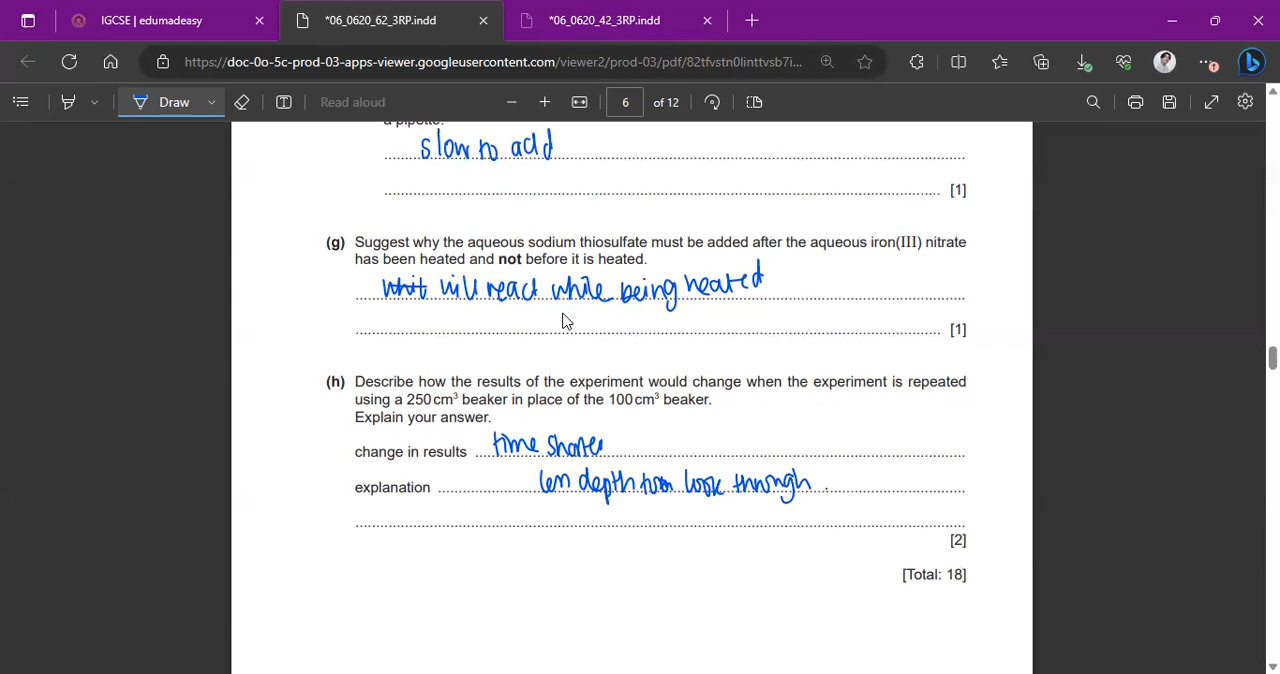 IGCSE | edumadeasy
*06_0620_62_3RP.indd
*06_0620_42_3RP.indd
https://doc-0o-5c-prod-03-apps-viewer.googleusercontent.com/viewer2/prod-03/pdf/82tfvstn0linttvsb7i...
Draw
Read aloud
6 of 12
a pipette.
slow to add
[1]
(g) Suggest why the aqueous sodium thiosulfate must be added after the aqueous iron(III) nitrate
has been heated and not before it is heated.
will react while being heated
[1]
(h) Describe how the results of the experiment would change when the experiment is repeated
using a 250 cm³ beaker in place of the 100 cm³ beaker.
Explain your answer.
change in results time shorter
explanation depth look through
[2]
[Total: 18]